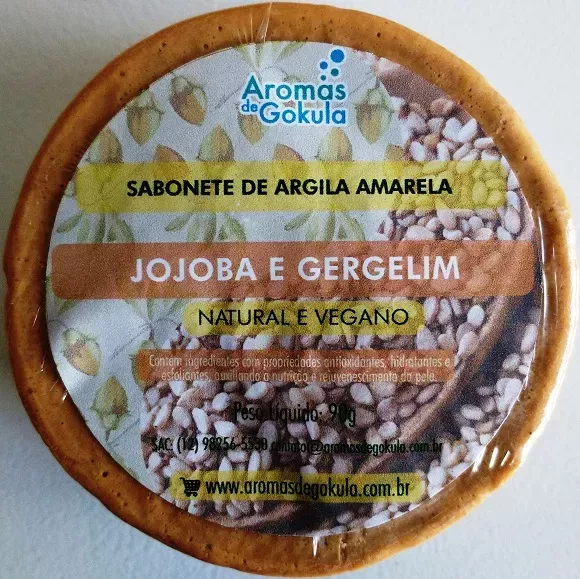 Aromas
de Gokula
SABONETE DE ARGILA AMARELA
JOJOBA E GERGELIM
NATURAL E VEGANO
Contém ingredientes com propriedades antioxidantes, hidratantes e
esfoliantes, auxiliando a nutrição e rejuvenescimento da pele.
Peso Líquido: 90g
SAC: (12) 98256-5550 contato@aromasdegokula.com.br
www.aromasdegokula.com.br